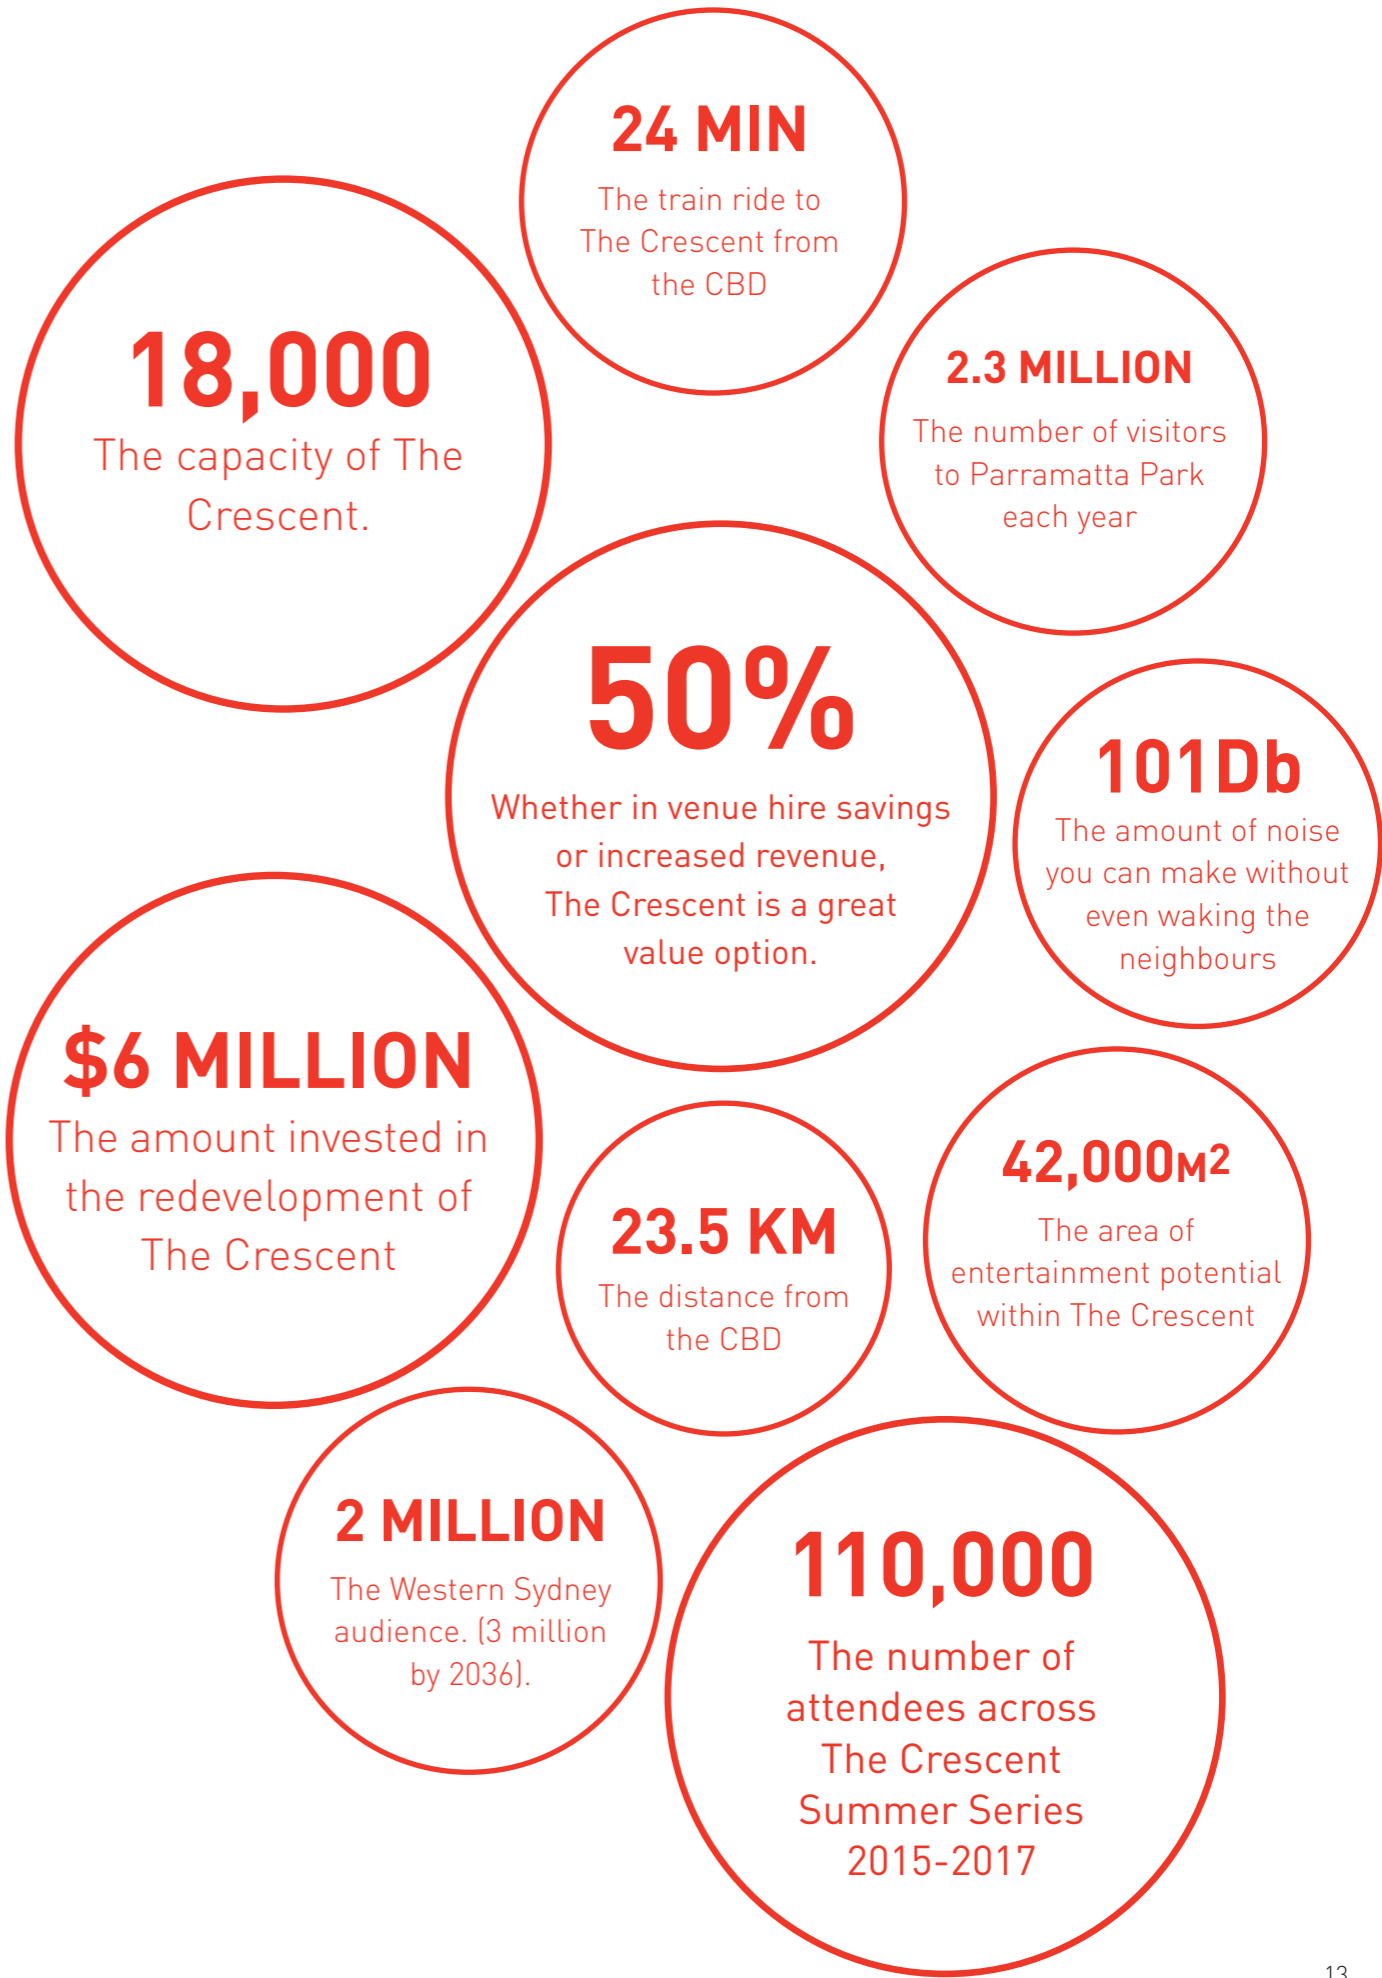 24 MIN
The train ride to
The Crescent from
the CBD
18,000
The capacity of The
Crescent.
2.3 MILLION
The number of visitors
to Parramatta Park
each year
50%
Whether in venue hire savings
or increased revenue,
The Crescent is a great
value option.
101Db
The amount of noise
you can make without
even waking the
neighbours
$6 MILLION
The amount invested in
the redevelopment of
The Crescent
23.5 KM
The distance from
the CBD
42,000M2
The area of
entertainment potential
within The Crescent
2 MILLION
The Western Sydney
audience. (3 million
by 2036).
110,000
The number of
attendees across
The Crescent
Summer Series
2015-2017
13